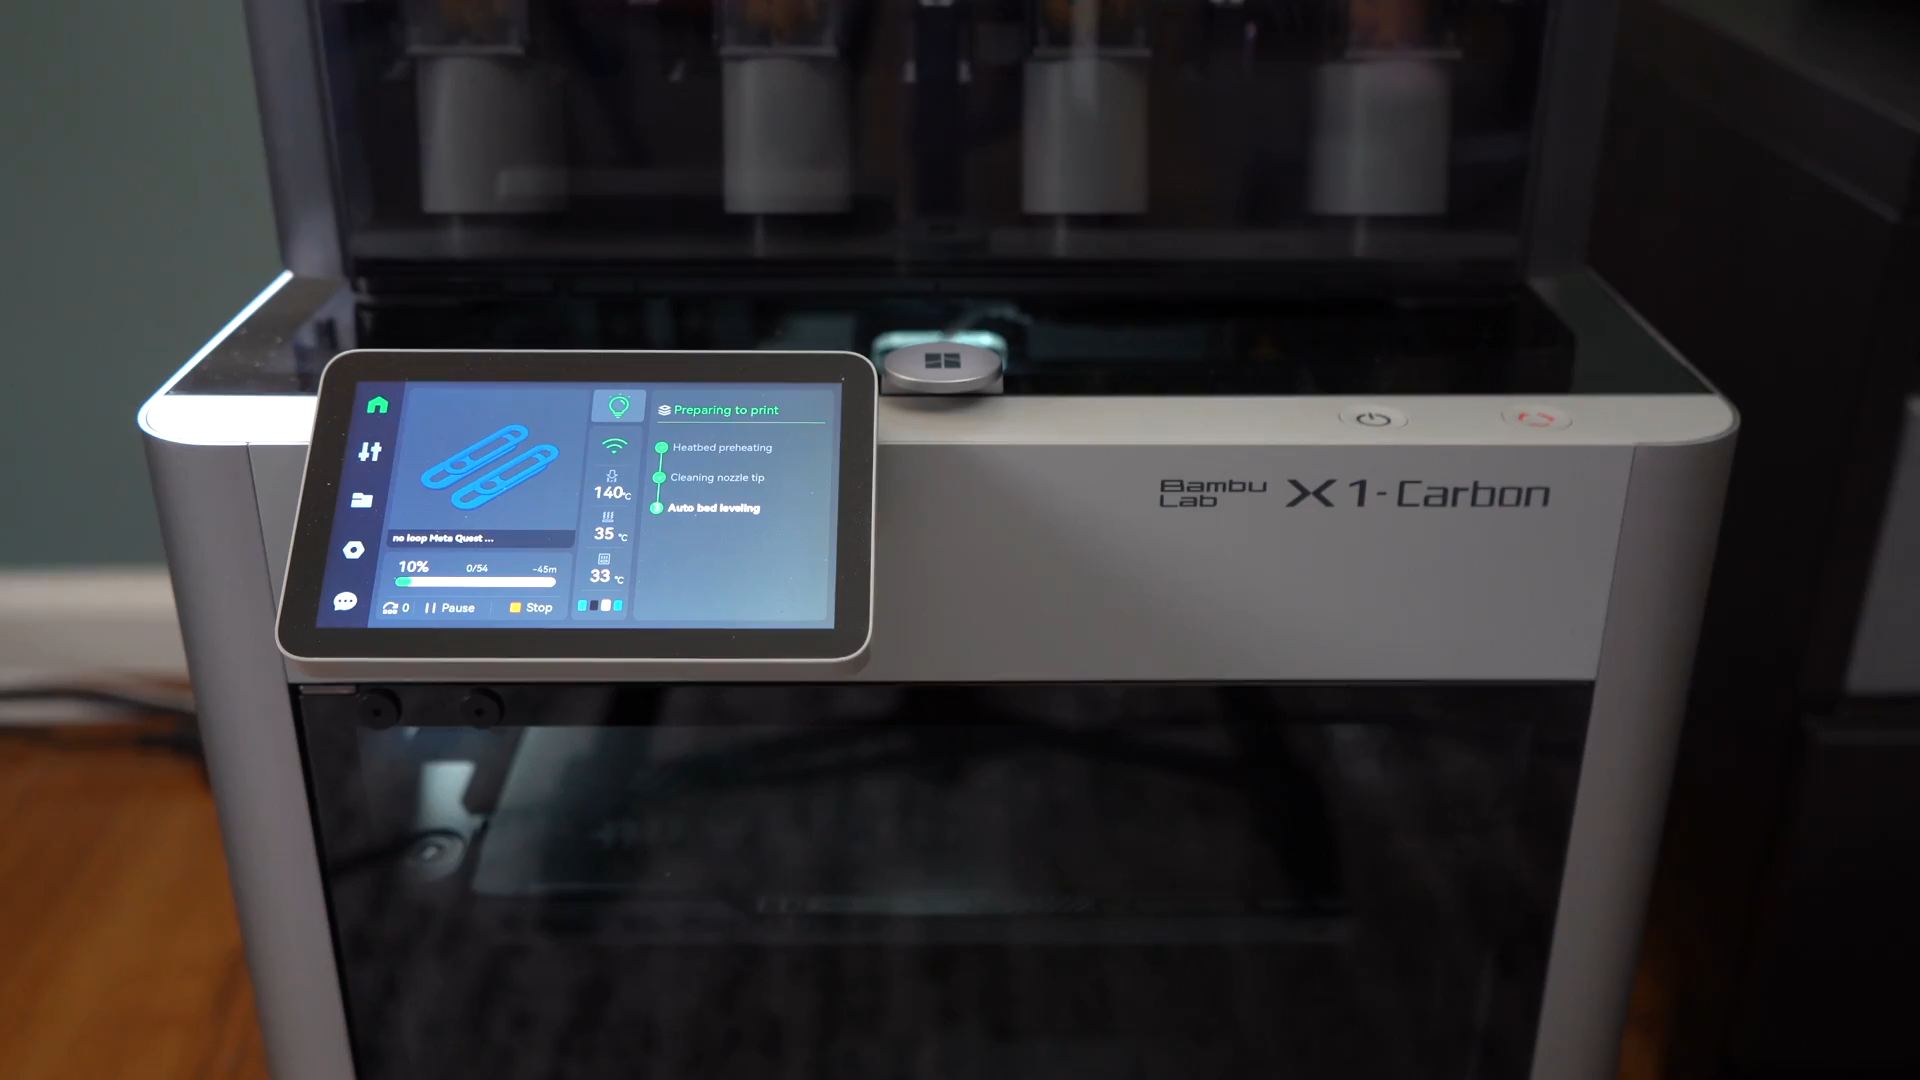 Preparing to print
Heatbed preheating
Cleaning nozzle tip
Auto bed leveling
140°C
35 °C
33 °C
no loop Meta Quest ...
10% 0/54 -45m
0 Pause Stop
Bambu
Lab
X1-Carbon